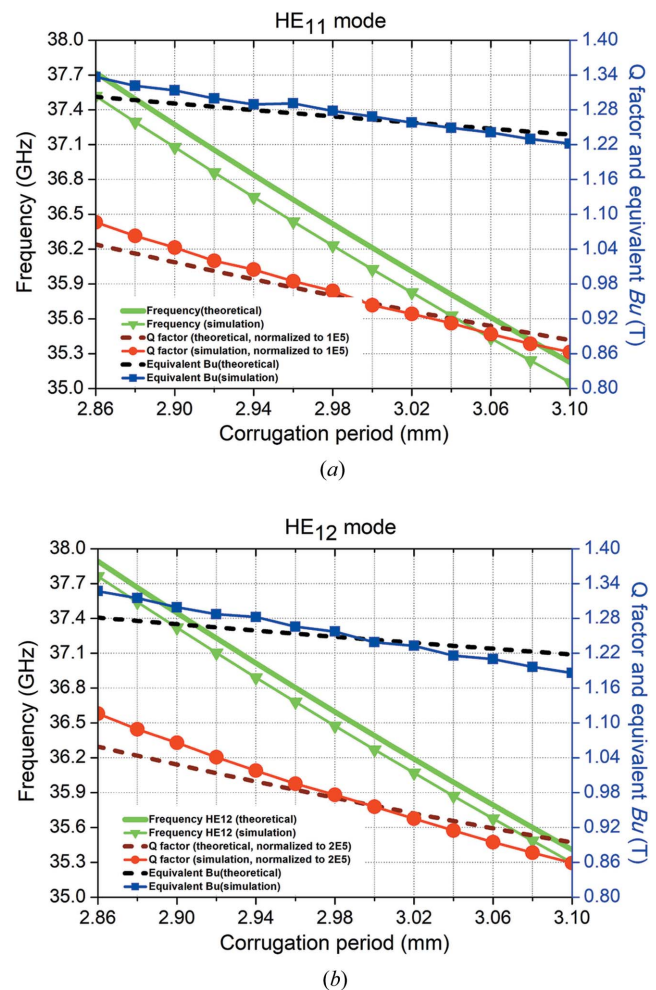 HE11 mode
38.0
37.7
37.4
37.1
36.8
36.5
36.2
35.9
35.6
35.3
35.0
Frequency (GHz)
1.40
1.34
1.28
1.22
1.16
1.10
1.04
0.98
0.92
0.86
0.80
Q factor and equivalent Bu (T)
Frequency(theoretical)
Frequency (simulation)
Q factor (theoretical, normalized to 1E5)
Q factor (simulation, normalized to 1E5)
Equivalent Bu(theoretical)
Equivalent Bu(simulation)
2.86 2.90 2.94 2.98 3.02 3.06 3.10
Corrugation period (mm)
(a)
HE12 mode
38.0
37.7
37.4
37.1
36.8
36.5
36.2
35.9
35.6
35.3
35.0
Frequency (GHz)
1.40
1.34
1.28
1.22
1.16
1.10
1.04
0.98
0.92
0.86
0.80
Q factor and equivalent Bu (T)
Frequency HE12 (theoretical)
Frequency HE12 (simulation)
Q factor (theoretical, normalized to 2E5)
Q factor (simulation, normalized to 2E5)
Equivalent Bu(theoretical)
Equivalent Bu(simulation)
2.86 2.90 2.94 2.98 3.02 3.06 3.10
Corrugation period (mm)
(b)